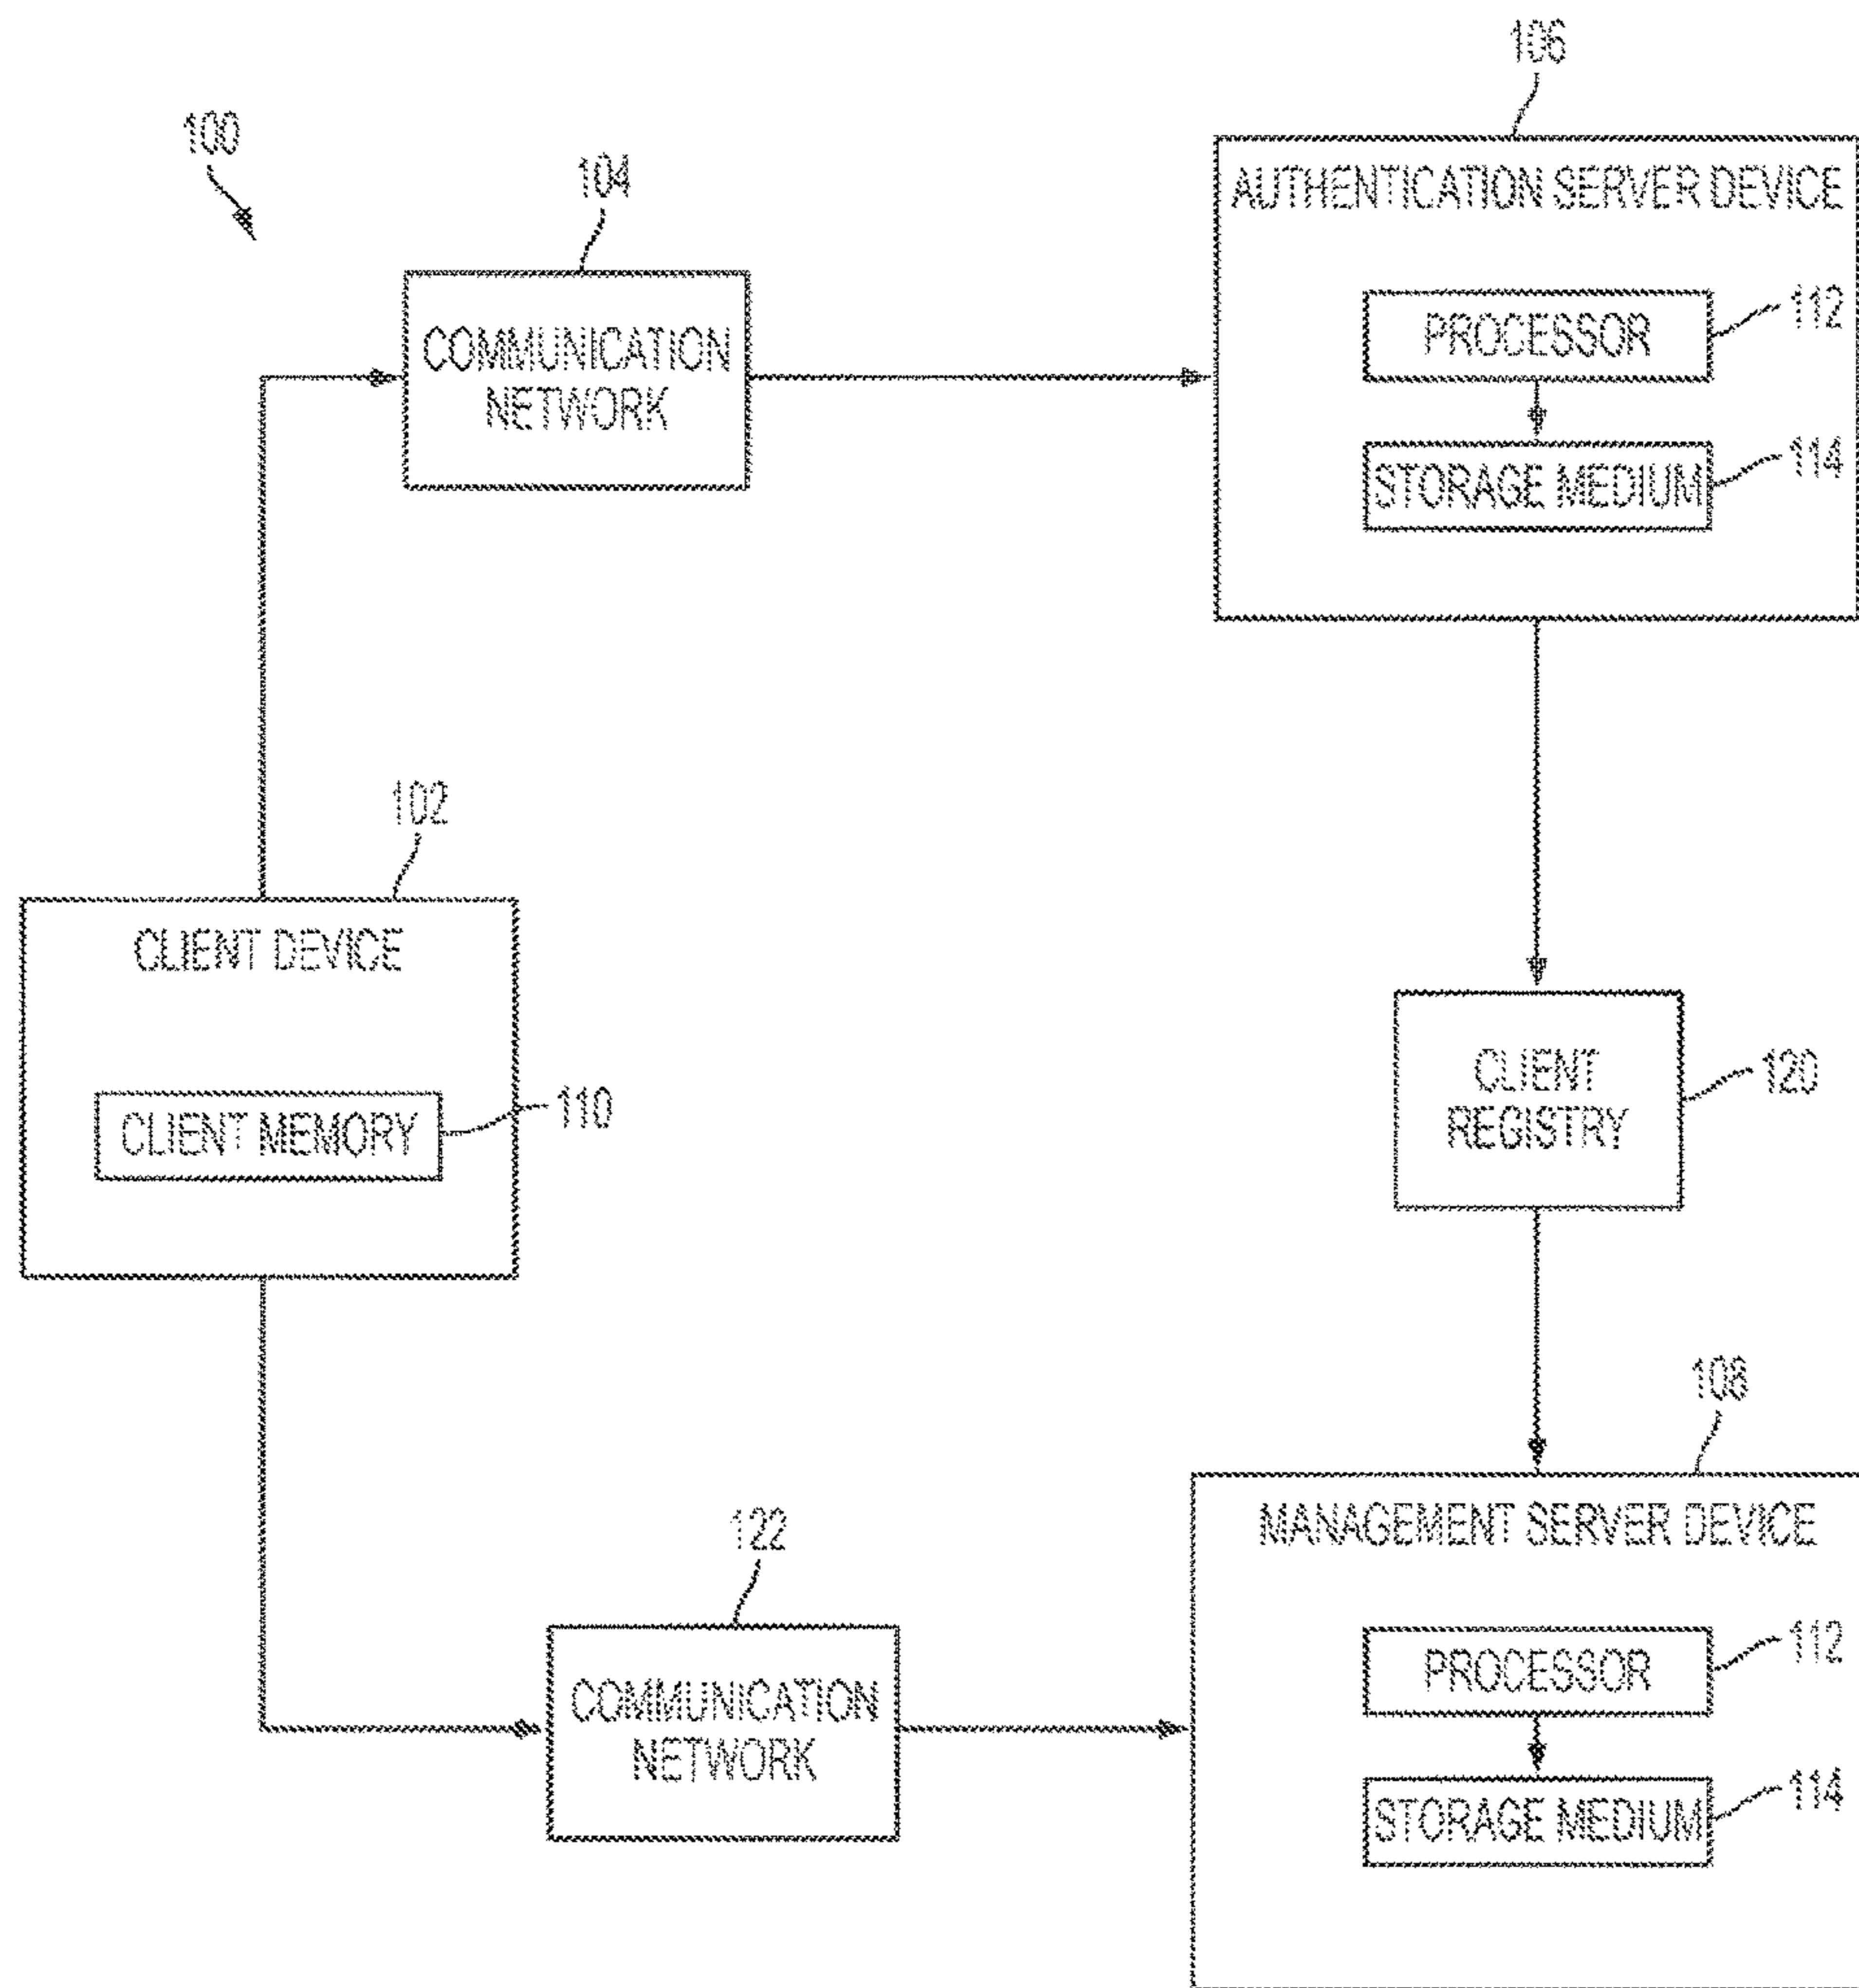 106
100
104
AUTHENTICATION SERVER DEVICE
112
PROCESSOR
COMMUNICATION
NETWORK
114
STORAGE MEDIUM
102
CLIENT DEVICE
CLIENT
REGISTRY
120
110
CLIENT MEMORY
108
MANAGEMENT SERVER DEVICE
122
112
PROCESSOR
COMMUNICATION
NETWORK
114
STORAGE MEDIUM